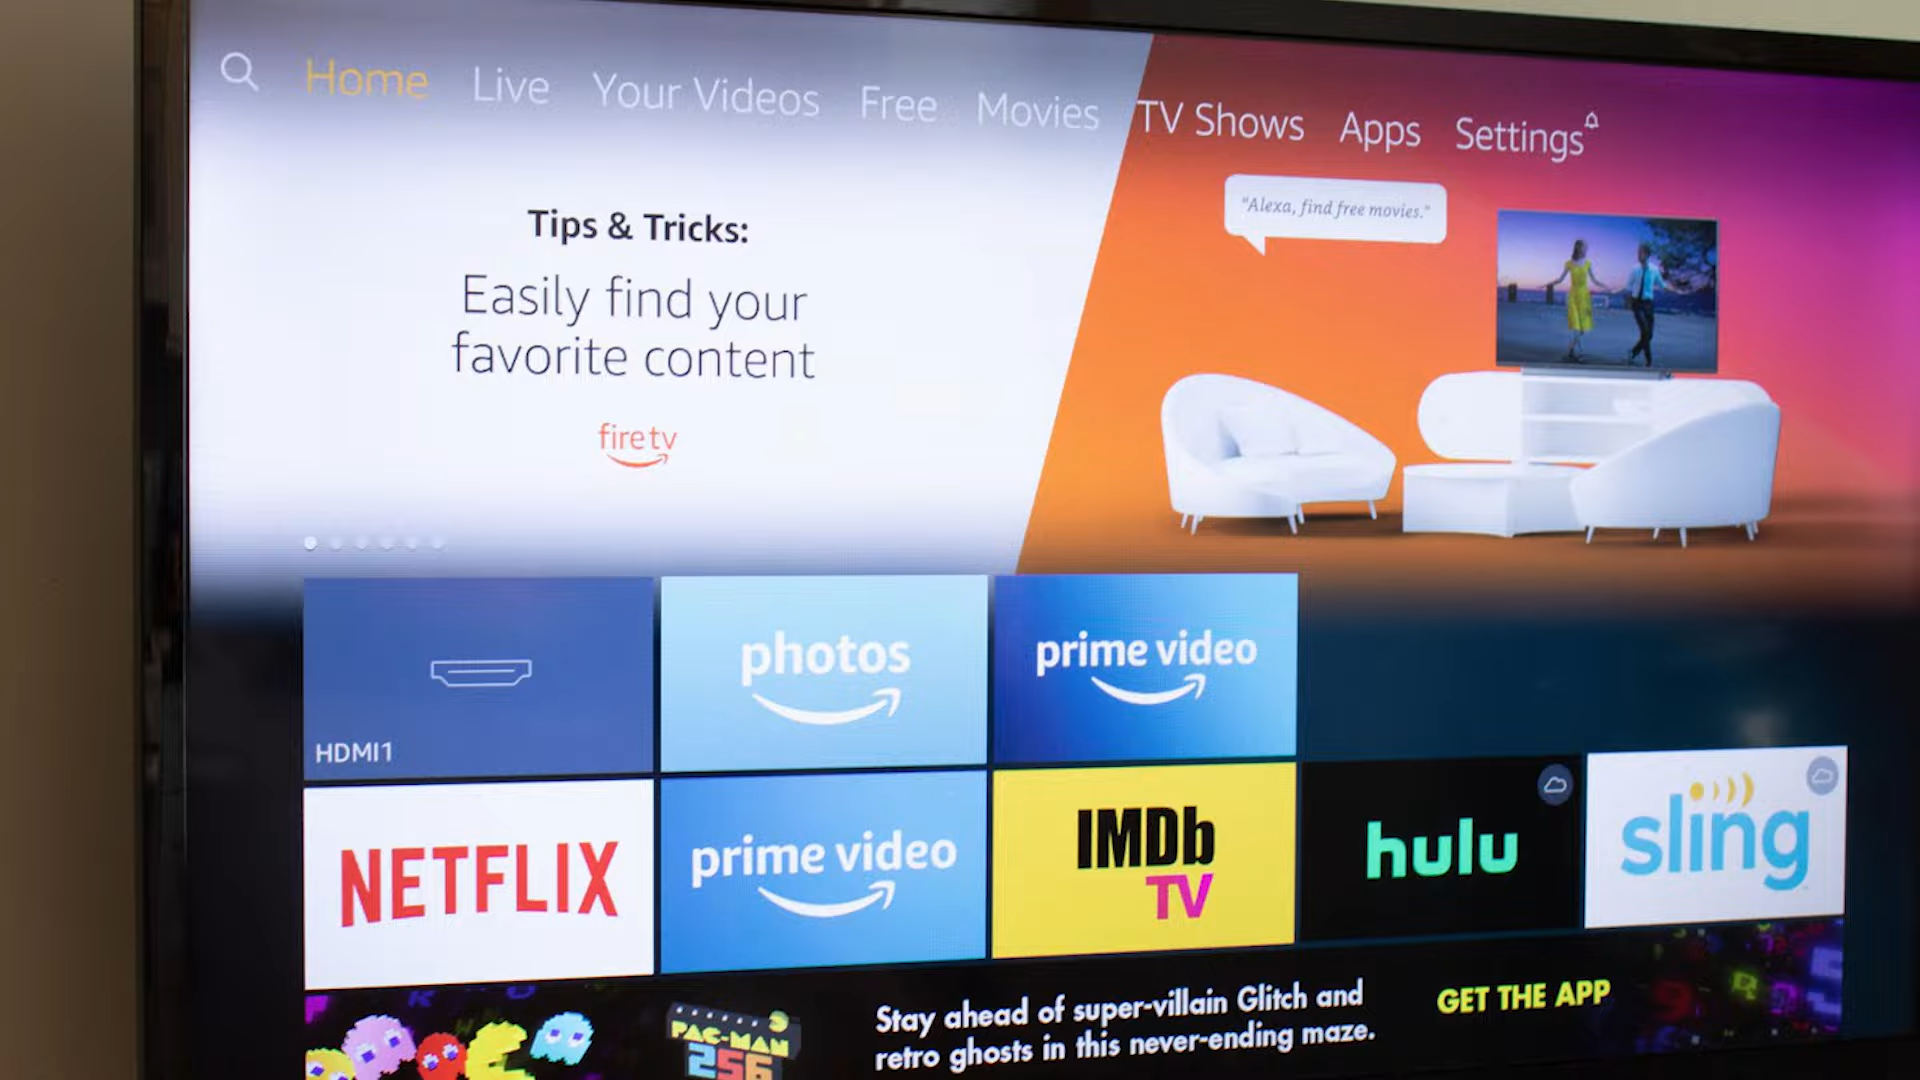 Home Live Your Videos Free Movies TV Shows Apps Settings
"Alexa, find free movies."
Tips & Tricks:
Easily find your
favorite content
fire tv
HDMI1
photos
prime video
NETFLIX
prime video
IMDb
TV
hulu
sling
PAC-MAN
256
Stay ahead of super-villain Glitch and
retro ghosts in this never-ending maze.
GET THE APP